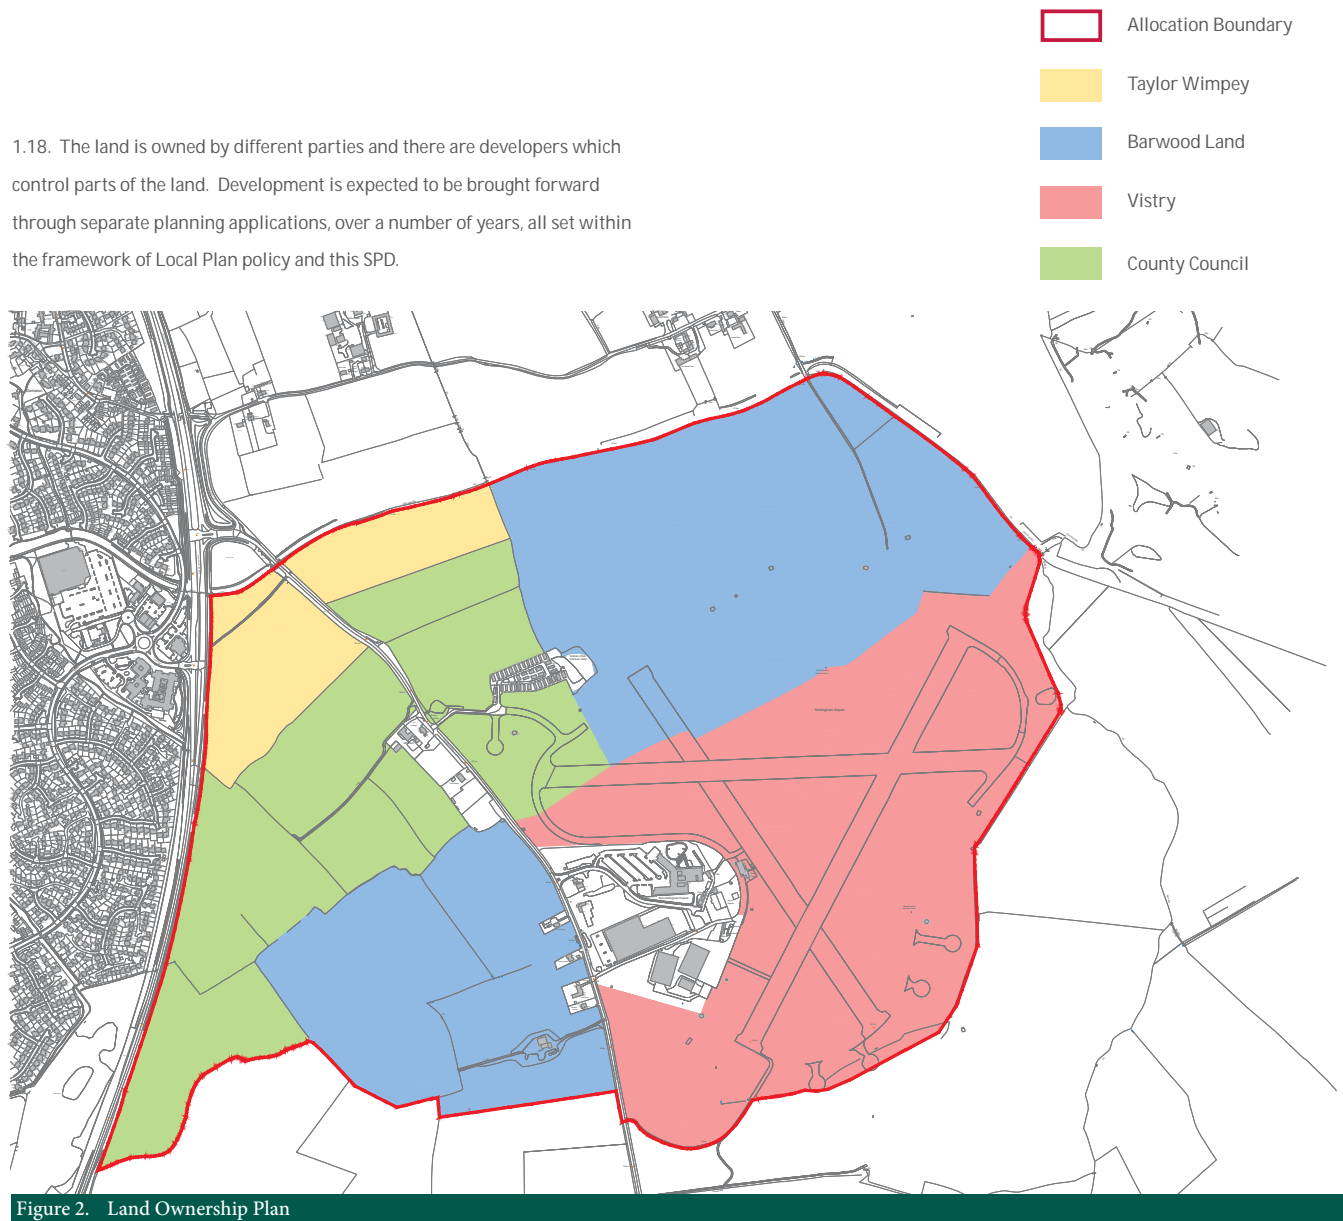 Allocation Boundary
Taylor Wimpey
Barwood Land
Vistry
County Council
1.18. The land is owned by different parties and there are developers which
control parts of the land. Development is expected to be brought forward
through separate planning applications, over a number of years, all set within
the framework of Local Plan policy and this SPD.
Figure 2. Land Ownership Plan